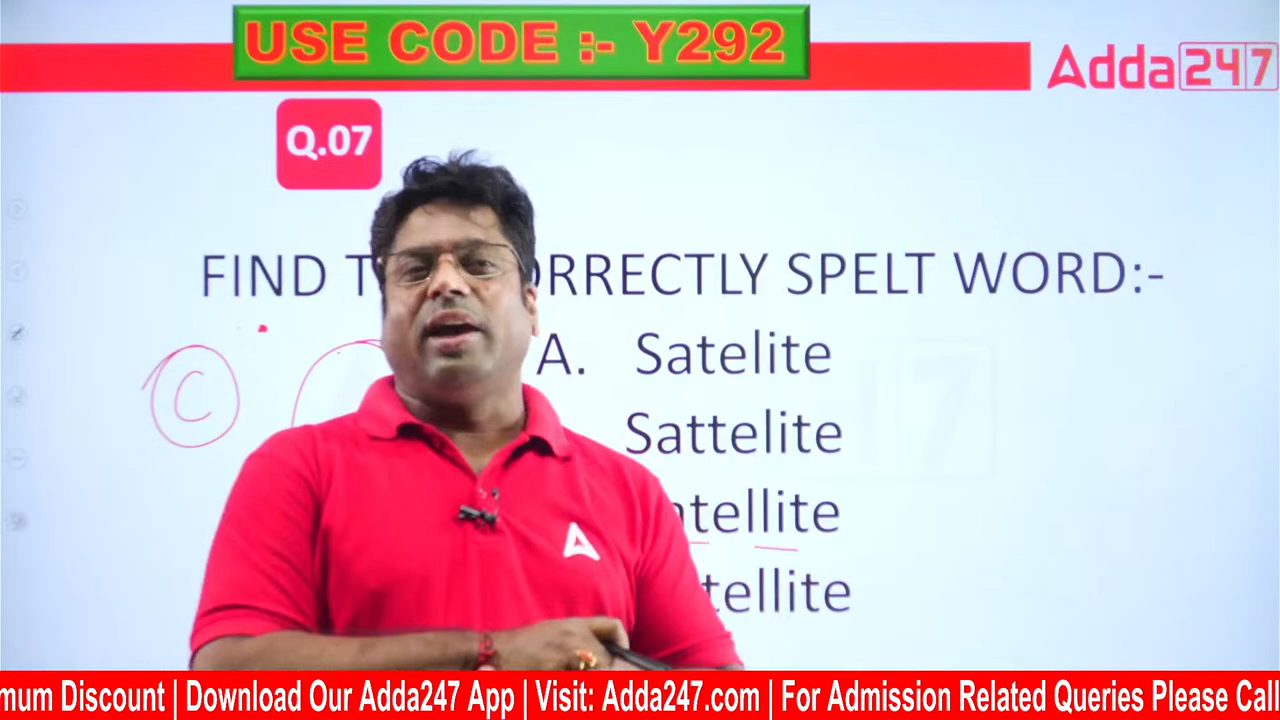 USE CODE :- Y292
Adda247
Q.07
FIND ORRECTLY SPELT WORD:-
C
A. Satelite
Sattelite
tellite
tellite
mum Discount | Download Our Adda247 App | Visit: Adda247.com | For Admission Related Queries Please Call